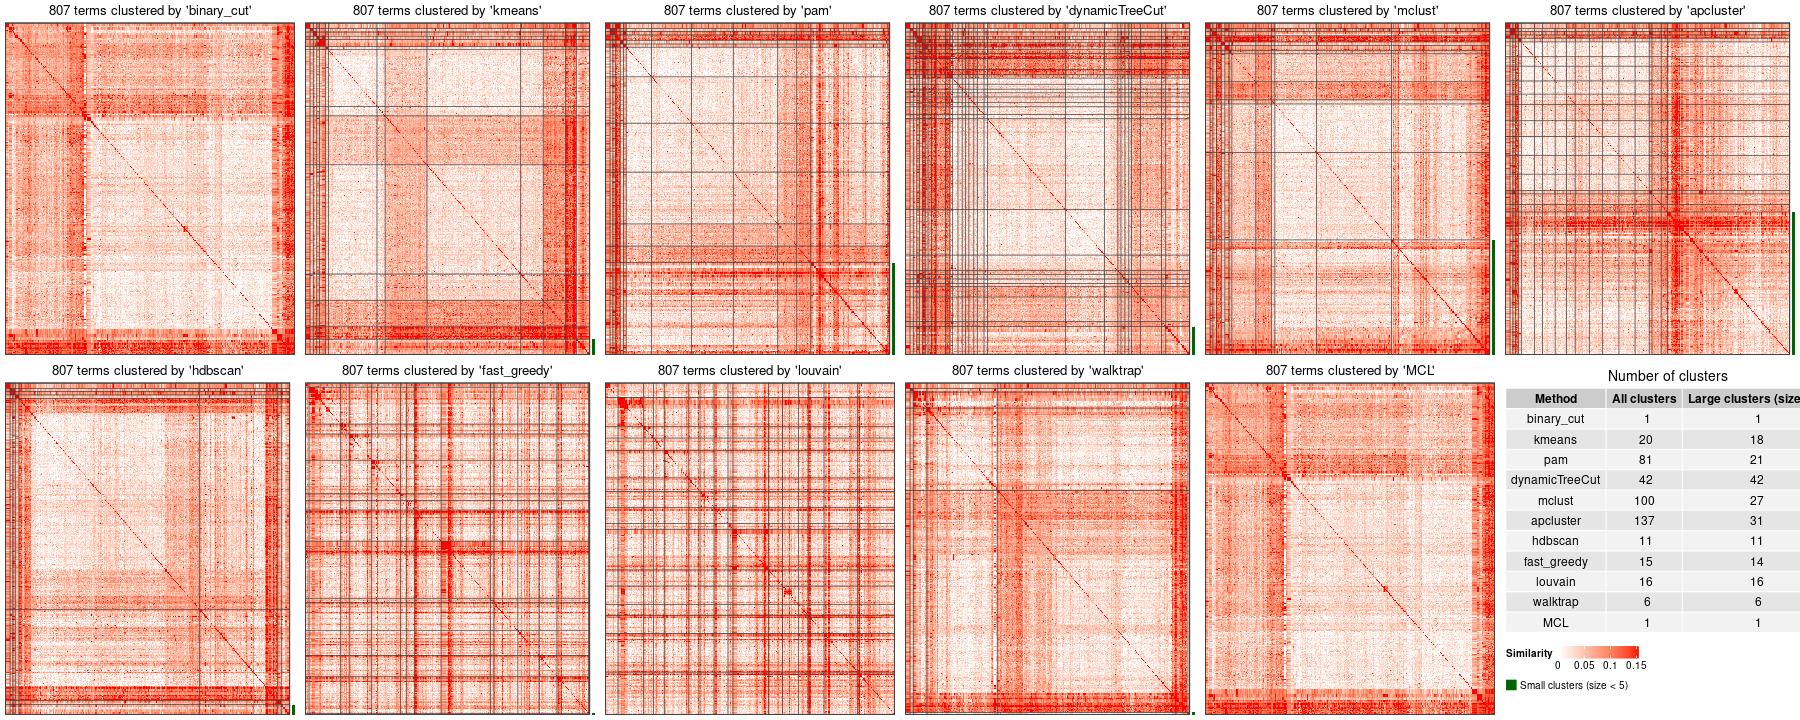 807 terms clustered by 'binary_cut'
807 terms clustered by 'kmeans'
807 terms clustered by 'pam'
807 terms clustered by 'dynamicTreeCut'
807 terms clustered by 'mclust'
807 terms clustered by 'apcluster'
807 terms clustered by 'hdbscan'
807 terms clustered by 'fast_greedy'
807 terms clustered by 'louvain'
807 terms clustered by 'walktrap'
807 terms clustered by 'MCL'
Number of clusters
Method All clusters Large clusters (size
binary_cut 1 1
kmeans 20 18
pam 81 21
dynamicTreeCut 42 42
mclust 100 27
apcluster 137 31
hdbscan 11 11
fast_greedy 15 14
louvain 16 16
walktrap 6 6
MCL 1 1
Similarity
0 0.05 0.1 0.15
Small clusters (size < 5)